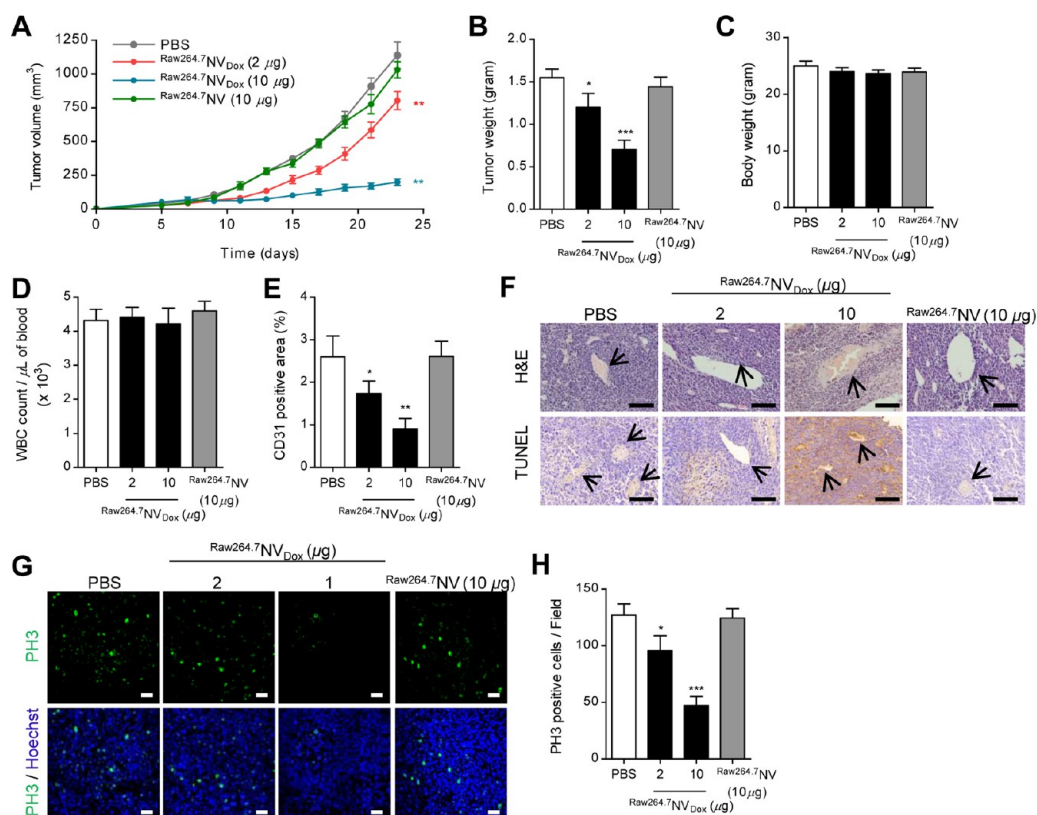 A
1250
1000
750
500
250
0
Tumor volume (mm³)
PBS
Raw264.7NVDox (2 μg)
Raw264.7NVDox (10 μg)
Raw264.7NV (10 μg)
**
**
0 5 10 15 20 25
Time (days)
B
2.0
1.5
1.0
0.5
0.0
Tumor weight (gram)
*
***
PBS 2 10 Raw264.7NV
(10μg)
Raw264.7NVDox (μg)
C
30
20
10
0
Body weight (gram)
PBS 2 10 Raw264.7NV
(10μg)
Raw264.7NVDox (μg)
D
5
4
3
2
1
0
WBC count / μL of blood
(x 10³)
PBS 2 10 Raw264.7NV
(10μg)
Raw264.7NVDox (μg)
E
4
3
2
1
0
CD31 positive area (%)
*
**
PBS 2 10 Raw264.7NV
(10μg)
Raw264.7NVDox (μg)
F
Raw264.7NVDox (μg)
PBS 2 10 Raw264.7NV (10 μg)
H&E
TUNEL
G
Raw264.7NVDox (μg)
PBS 2 1 Raw264.7NV (10 μg)
PH3
PH3 / Hoechst
H
150
100
50
0
PH3 positive cells / Field
*
***
PBS 2 10 Raw264.7NV
(10μg)
Raw264.7NVDox (μg)